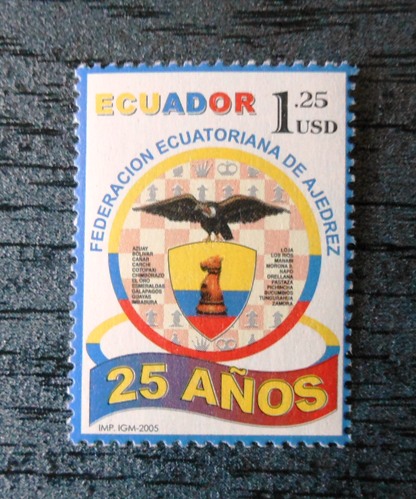 ECUADOR
1.25
USD
FEDERACION ECUATORIANA DE AJEDREZ
AZUAY
BOLIVAR
CAÑAR
CARCHI
COTOPAXI
CHIMBORAZO
EL ORO
ESMERALDAS
GALAPAGOS
GUAYAS
IMBABURA
LOJA
LOS RIOS
MANABI
MORONA S.
NAPO
ORELLANA
PASTAZA
PICHINCHA
SUCUMBIOS
TUNGURAHUA
ZAMORA
25 AÑOS
IMP. IGM-2005